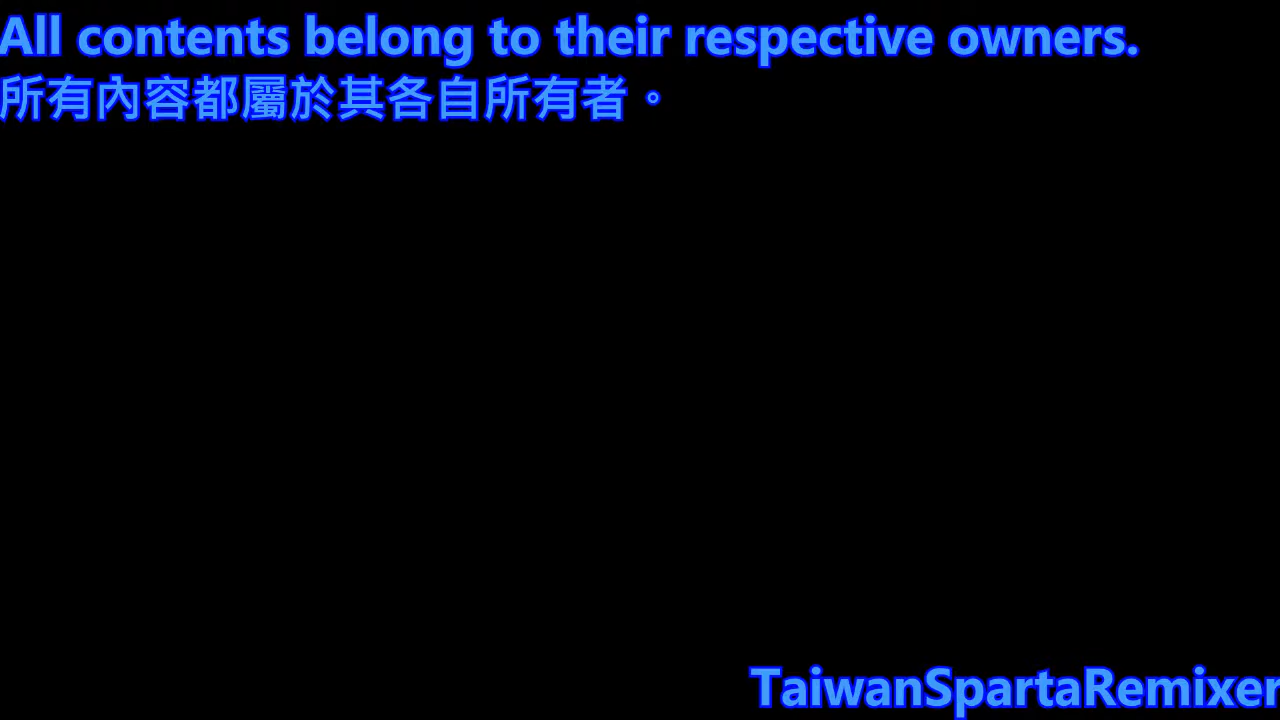 All contents belong to their respective owners.
所有內容都屬於其各自所有者。
TaiwanSpartaRemixer